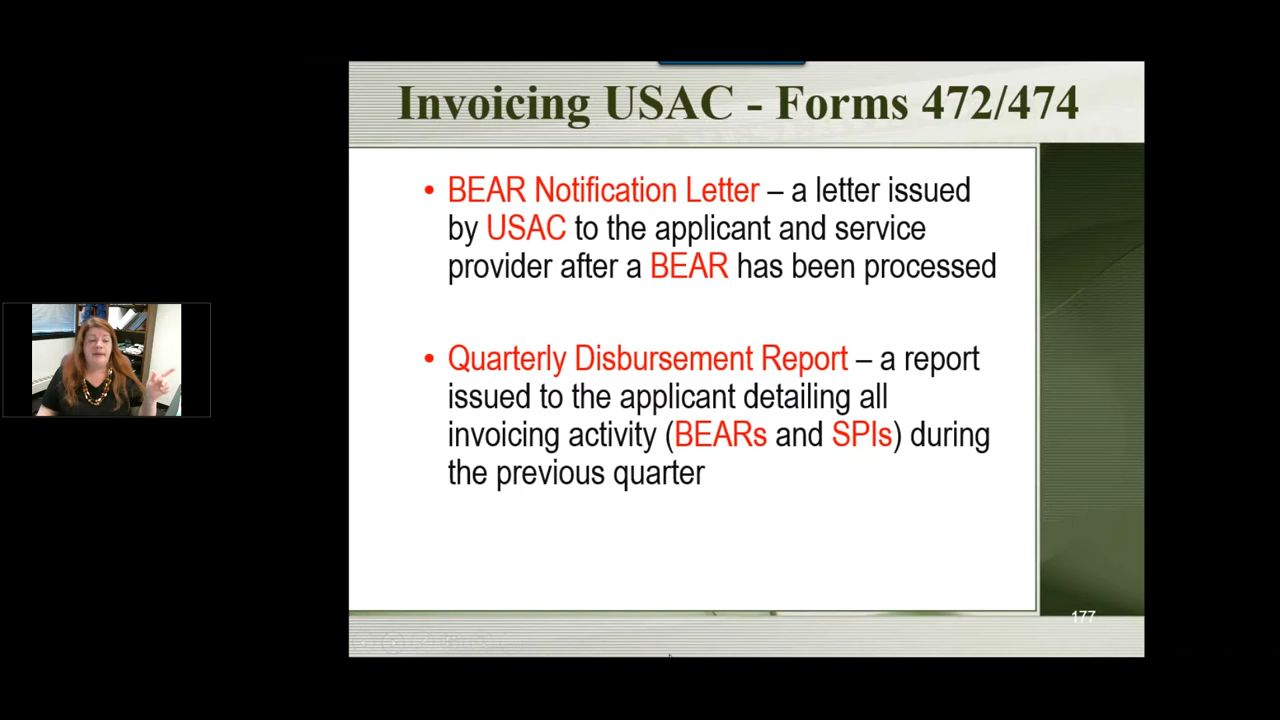 Invoicing USAC - Forms 472/474
• BEAR Notification Letter – a letter issued
by USAC to the applicant and service
provider after a BEAR has been processed
• Quarterly Disbursement Report – a report
issued to the applicant detailing all
invoicing activity (BEARs and SPIs) during
the previous quarter
177